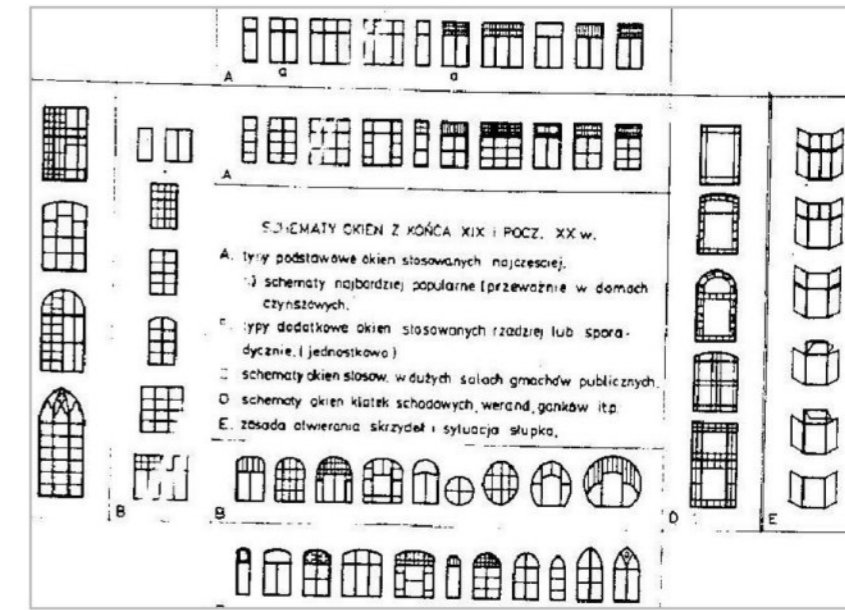 A
a
a
A
SCHEMATY OKIEN Z KOŃCA XIX i POCZ. XX w.
A. typy podstawowe okien stosowanych najczęsciej.
a) schematy najbardziej popularne (przeważnie w domach
czynszowych.
typy dodatkowe okien stosowanych rzadziej lub spora-
dycznie. (jednostkowo)
schematy okien stosow. w dużych salach gmachów publicznych.
D schematy okien klatek schodowych, werand, ganków itp.
E. zasada otwierania skrzydeł i sytuacja słupka.
B
B
D
E